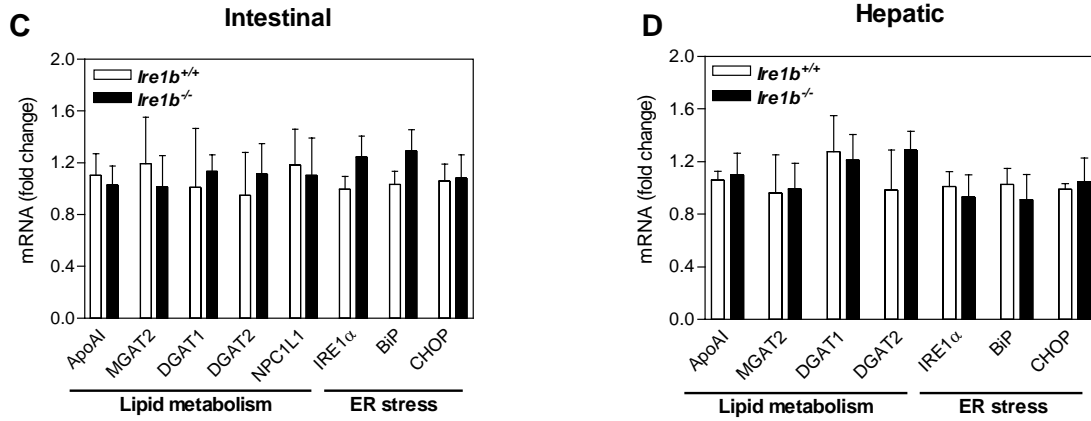 C
Intestinal
mRNA (fold change)
2.0
1.6
1.2
0.8
0.4
0.0
Ire1b+/+
Ire1b-/-
ApoAI
MGAT2
DGAT1
DGAT2
NPC1L1
IRE1α
BiP
CHOP
Lipid metabolism
ER stress
D
Hepatic
mRNA (fold change)
2.0
1.6
1.2
0.8
0.4
0.0
Ire1b+/+
Ire1b-/-
ApoAI
MGAT2
DGAT1
DGAT2
IRE1α
BiP
CHOP
Lipid metabolism
ER stress